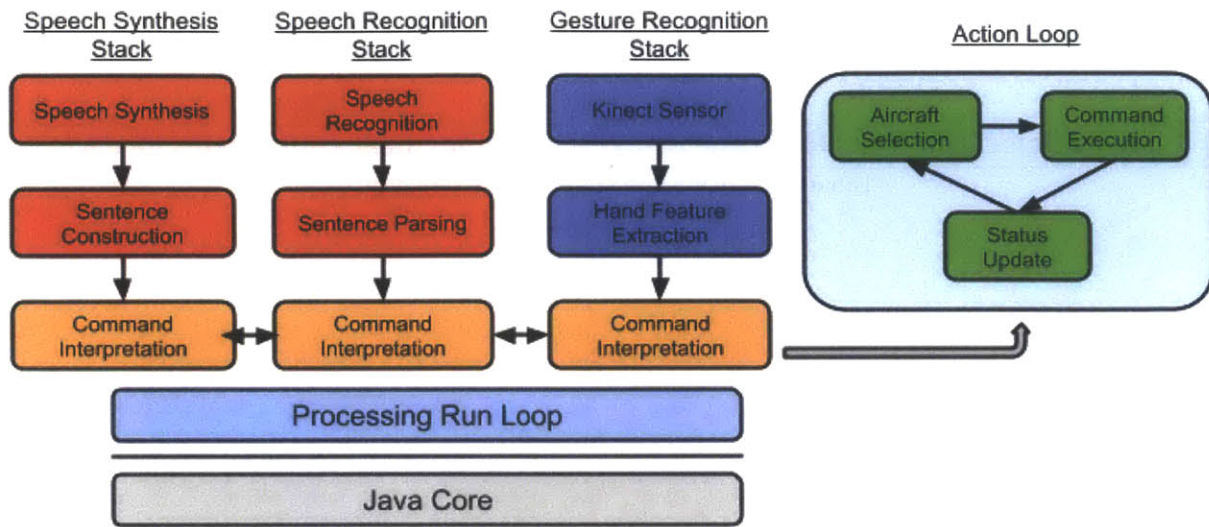 Speech Synthesis
Stack
Speech Recognition
Stack
Gesture Recognition
Stack
Action Loop
Speech Synthesis
Speech
Recognition
Kinect Sensor
Aircraft
Selection
Command
Execution
Sentence
Construction
Sentence Parsing
Hand Feature
Extraction
Status
Update
Command
Interpretation
Command
Interpretation
Command
Interpretation
Processing Run Loop
Java Core